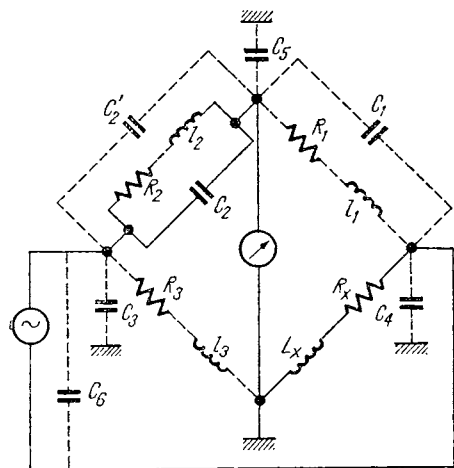 C₅
C₂′
C₁
l₂
R₁
R₂
C₂
l₁
R₃
Rₓ
C₃
C₄
l₃
Lₓ
C₆